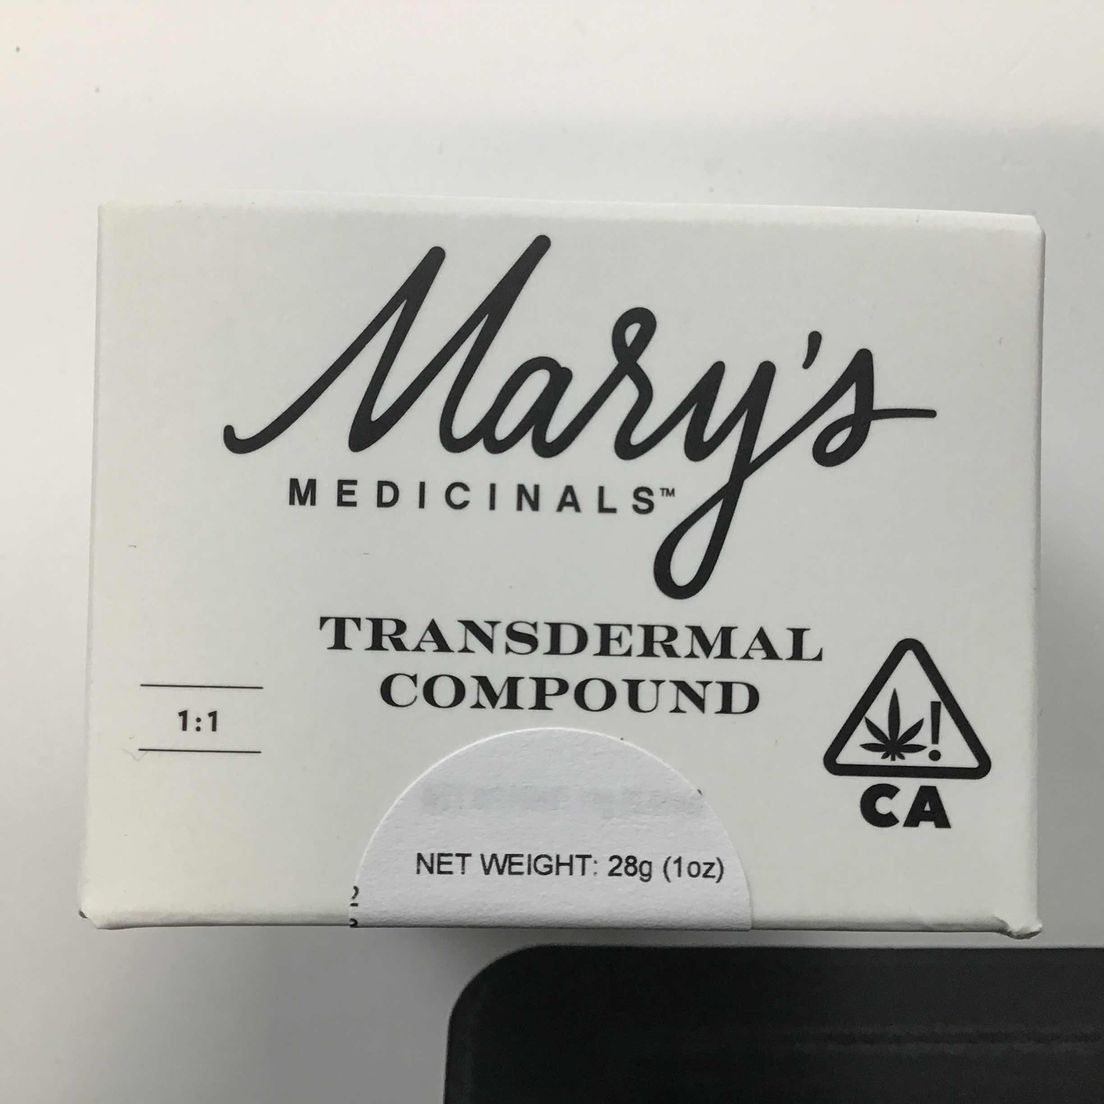 Mary's
MEDICINALS™
TRANSDERMAL
COMPOUND
1:1
!
CA
NET WEIGHT: 28g (1oz)